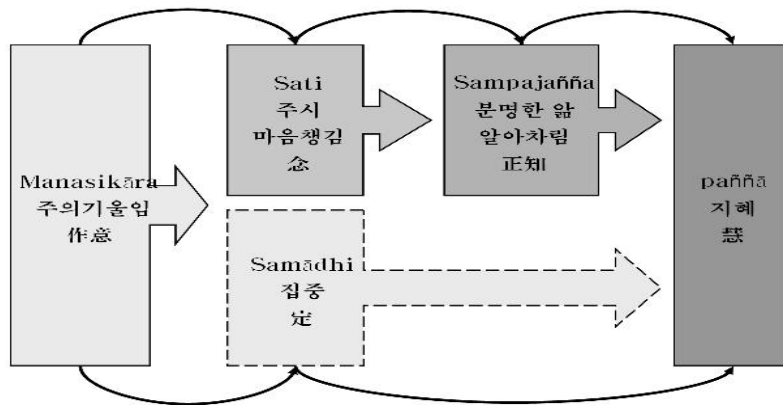 Manasikāra
주의기울임
作意
Sati
주시
마음챙김
念
Sampajañña
분명한 앎
알아차림
正知
Samādhi
집중
定
paññā
지혜
慧